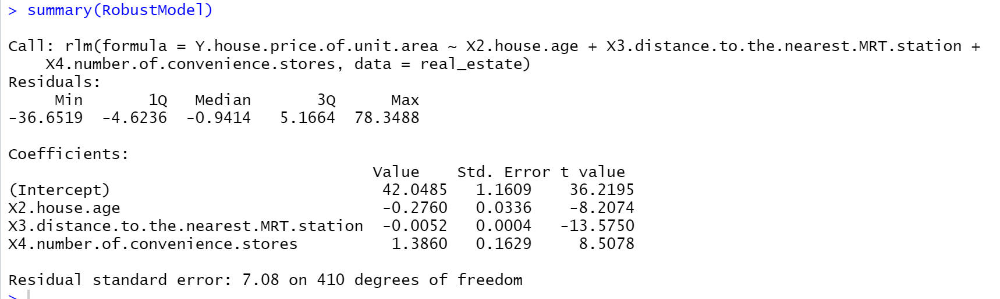 > summary(RobustModel)
Call: rlm(formula = Y.house.price.of.unit.area ~ X2.house.age + X3.distance.to.the.nearest.MRT.station +
    X4.number.of.convenience.stores, data = real_estate)
Residuals:
     Min       1Q   Median       3Q      Max
-36.6519  -4.6236  -0.9414   5.1664  78.3488
Coefficients:
                                       Value    Std. Error t value
(Intercept)                             42.0485   1.1609    36.2195
X2.house.age                            -0.2760   0.0336    -8.2074
X3.distance.to.the.nearest.MRT.station  -0.0052   0.0004   -13.5750
X4.number.of.convenience.stores          1.3860   0.1629     8.5078
Residual standard error: 7.08 on 410 degrees of freedom
>